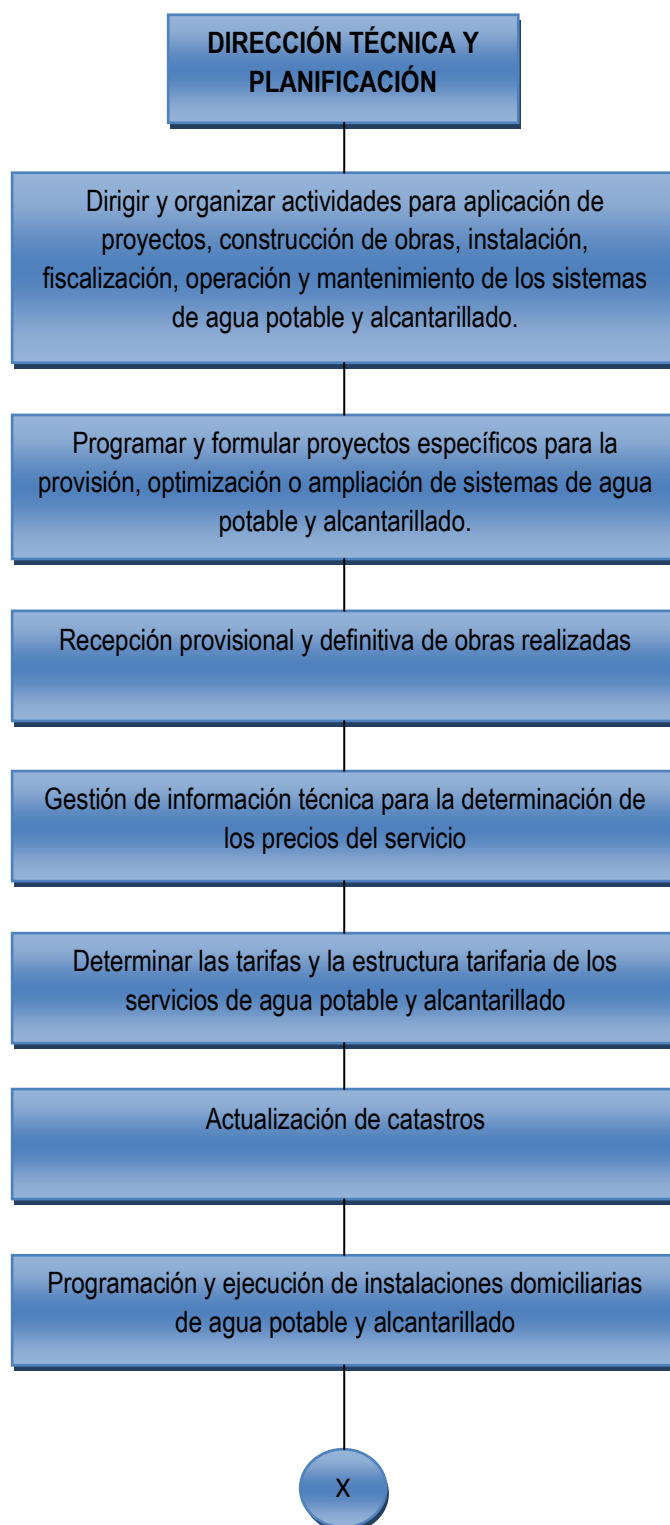 DIRECCIÓN TÉCNICA Y
PLANIFICACIÓN
Dirigir y organizar actividades para aplicación de
proyectos, construcción de obras, instalación,
fiscalización, operación y mantenimiento de los sistemas
de agua potable y alcantarillado.
Programar y formular proyectos específicos para la
provisión, optimización o ampliación de sistemas de agua
potable y alcantarillado.
Recepción provisional y definitiva de obras realizadas
Gestión de información técnica para la determinación de
los precios del servicio
Determinar las tarifas y la estructura tarifaria de los
servicios de agua potable y alcantarillado
Actualización de catastros
Programación y ejecución de instalaciones domiciliarias
de agua potable y alcantarillado
X